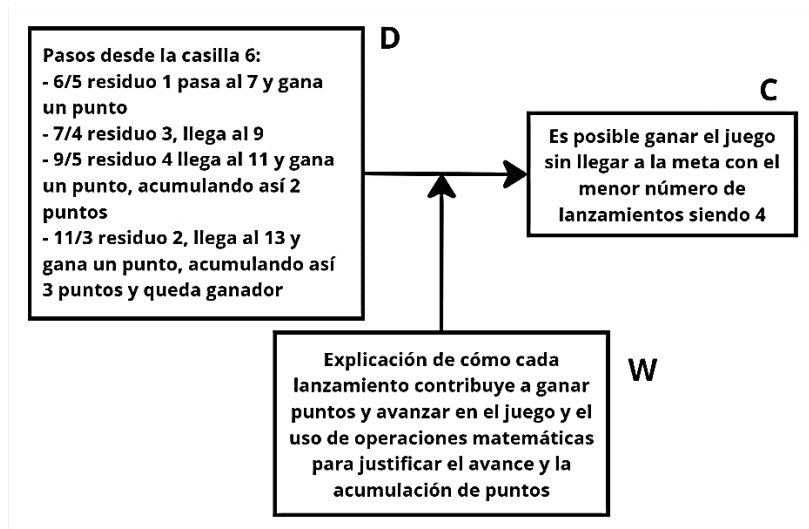 Pasos desde la casilla 6:
- 6/5 residuo 1 pasa al 7 y gana
un punto
- 7/4 residuo 3, llega al 9
- 9/5 residuo 4 llega al 11 y gana
un punto, acumulando así 2
puntos
- 11/3 residuo 2, llega al 13 y
gana un punto, acumulando así
3 puntos y queda ganador
D
C
Es posible ganar el juego
sin llegar a la meta con el
menor número de
lanzamientos siendo 4
Explicación de cómo cada
lanzamiento contribuye a ganar
puntos y avanzar en el juego y el
uso de operaciones matemáticas
para justificar el avance y la
acumulación de puntos
W